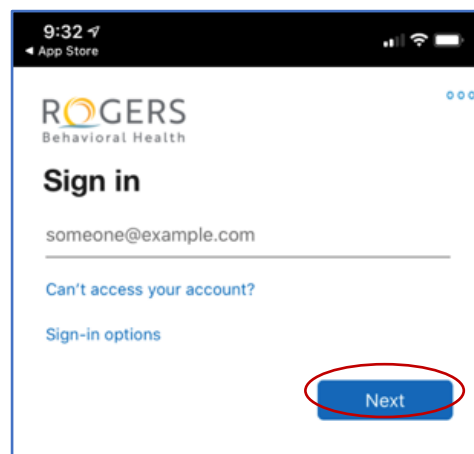 9:32
App Store
ROGERS
Behavioral Health
Sign in
someone@example.com
Can't access your account?
Sign-in options
Next